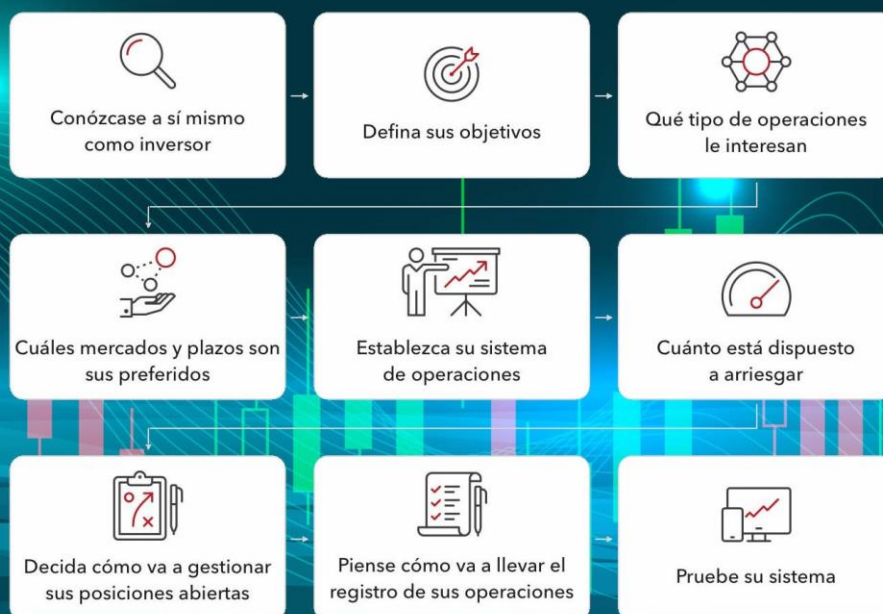 Conózcase a sí mismo
como inversor
Defina sus objetivos
Qué tipo de operaciones
le interesan
Cuáles mercados y plazos son
sus preferidos
Establezca su sistema
de operaciones
Cuánto está dispuesto
a arriesgar
Decida cómo va a gestionar
sus posiciones abiertas
Piense cómo va a llevar el
registro de sus operaciones
Pruebe su sistema